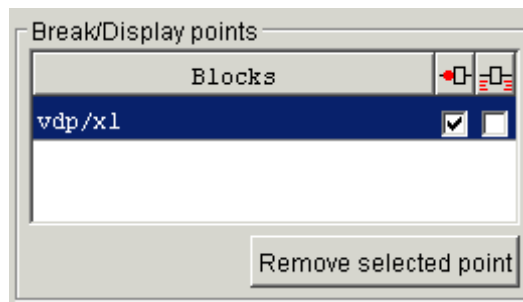 Break/Display points
Blocks
vdp/x1
Remove selected point